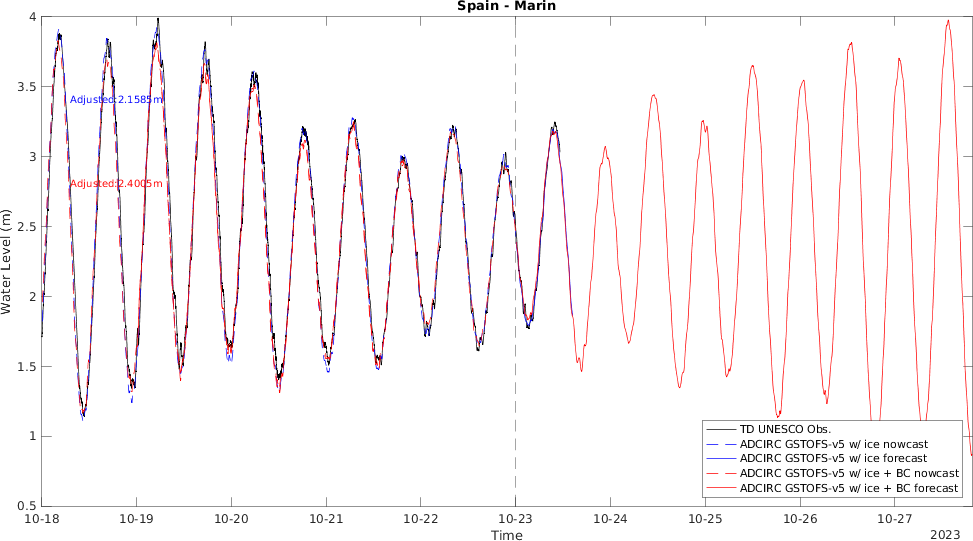 Spain - Marin
4
3.5
3
2.5
2
1.5
1
0.5
Water Level (m)
Adjusted:2.1585m
Adjusted:2.4005m
TD UNESCO Obs.
ADCIRC GSTOFS-v5 w/ ice nowcast
ADCIRC GSTOFS-v5 w/ ice forecast
ADCIRC GSTOFS-v5 w/ ice + BC nowcast
ADCIRC GSTOFS-v5 w/ ice + BC forecast
10-18 10-19 10-20 10-21 10-22 10-23 10-24 10-25 10-26 10-27
Time
2023